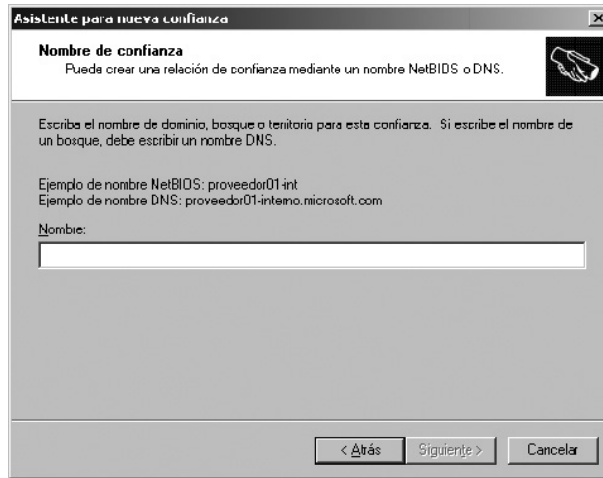 Asistente para nueva confianza
Nombre de confianza
Puede crear una relación de confianza mediante un nombre NetBIOS o DNS.
Escriba el nombre de dominio, bosque o territorio para esta confianza. Si escribe el nombre de
un bosque, debe escribir un nombre DNS.
Ejemplo de nombre NetBIOS: proveedor01-int
Ejemplo de nombre DNS: proveedor01-interno.microsoft.com
Nombre:
< Atrás
Siguiente >
Cancelar